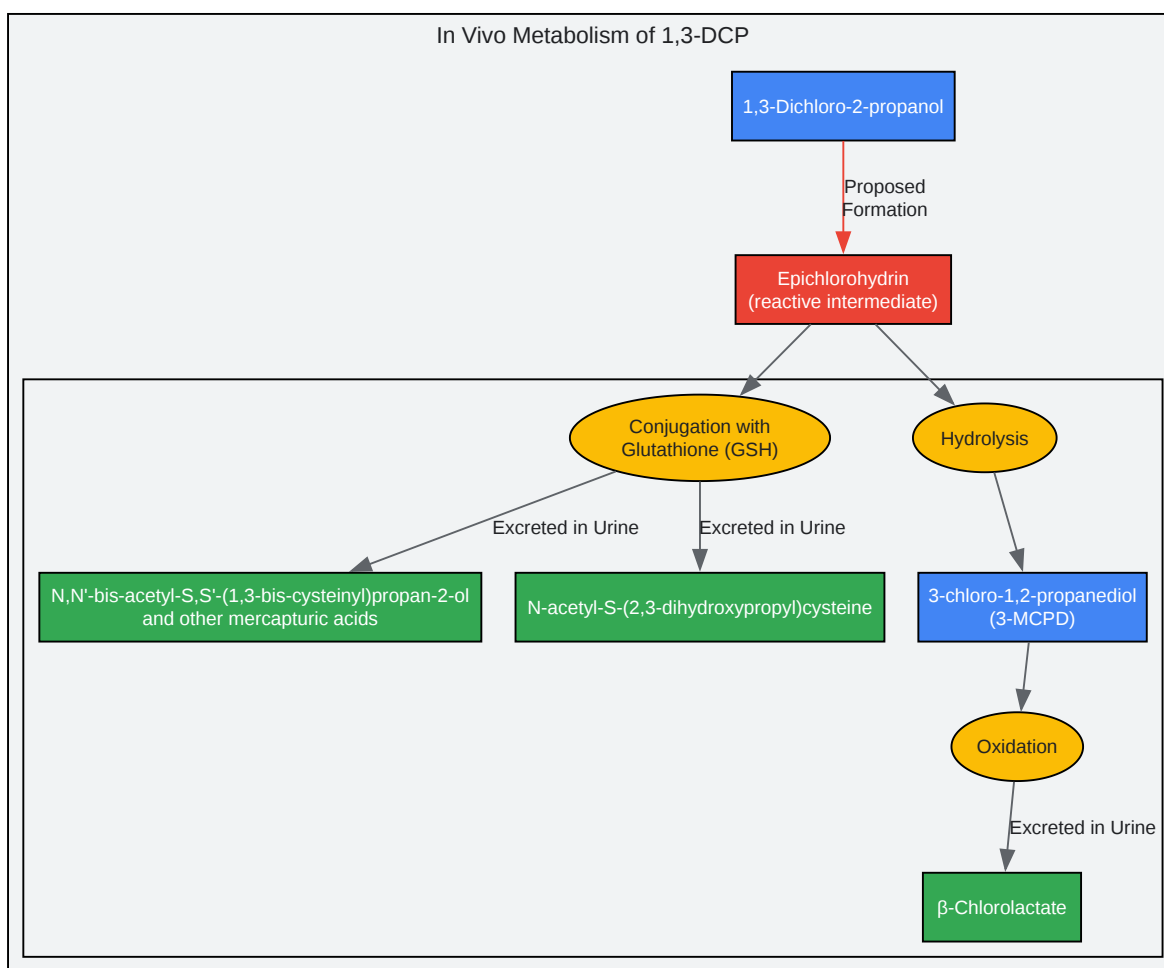 In Vivo Metabolism of 1,3-DCP
1,3-Dichloro-2-propanol
Proposed
Formation
Epichlorohydrin
(reactive intermediate)
Conjugation with
Glutathione (GSH)
Hydrolysis
Excreted in Urine
Excreted in Urine
N,N'-bis-acetyl-S,S'-(1,3-bis-cysteinyl)propan-2-ol
and other mercapturic acids
N-acetyl-S-(2,3-dihydroxypropyl)cysteine
3-chloro-1,2-propanediol
(3-MCPD)
Oxidation
Excreted in Urine
β-Chlorolactate